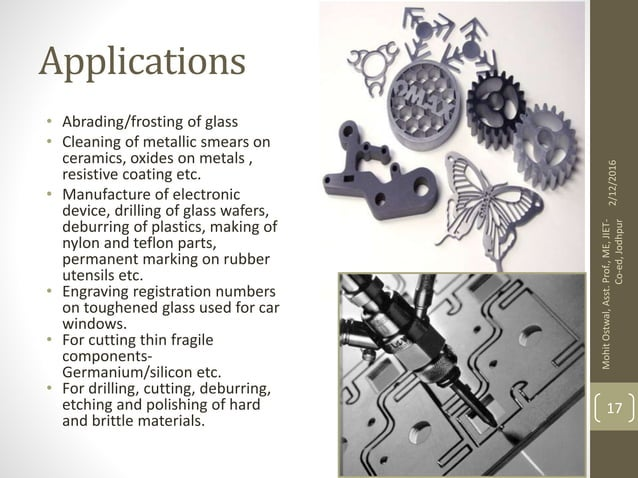 Applications
• Abrading/frosting of glass
• Cleaning of metallic smears on
ceramics, oxides on metals ,
resistive coating etc.
• Manufacture of electronic
device, drilling of glass wafers,
deburring of plastics, making of
nylon and teflon parts,
permanent marking on rubber
utensils etc.
• Engraving registration numbers
on toughened glass used for car
windows.
• For cutting thin fragile
components-
Germanium/silicon etc.
• For drilling, cutting, deburring,
etching and polishing of hard
and brittle materials.
2/12/2016
Mohit Ostwal, Asst. Prof., ME, JIET-
Co-ed, Jodhpur
17